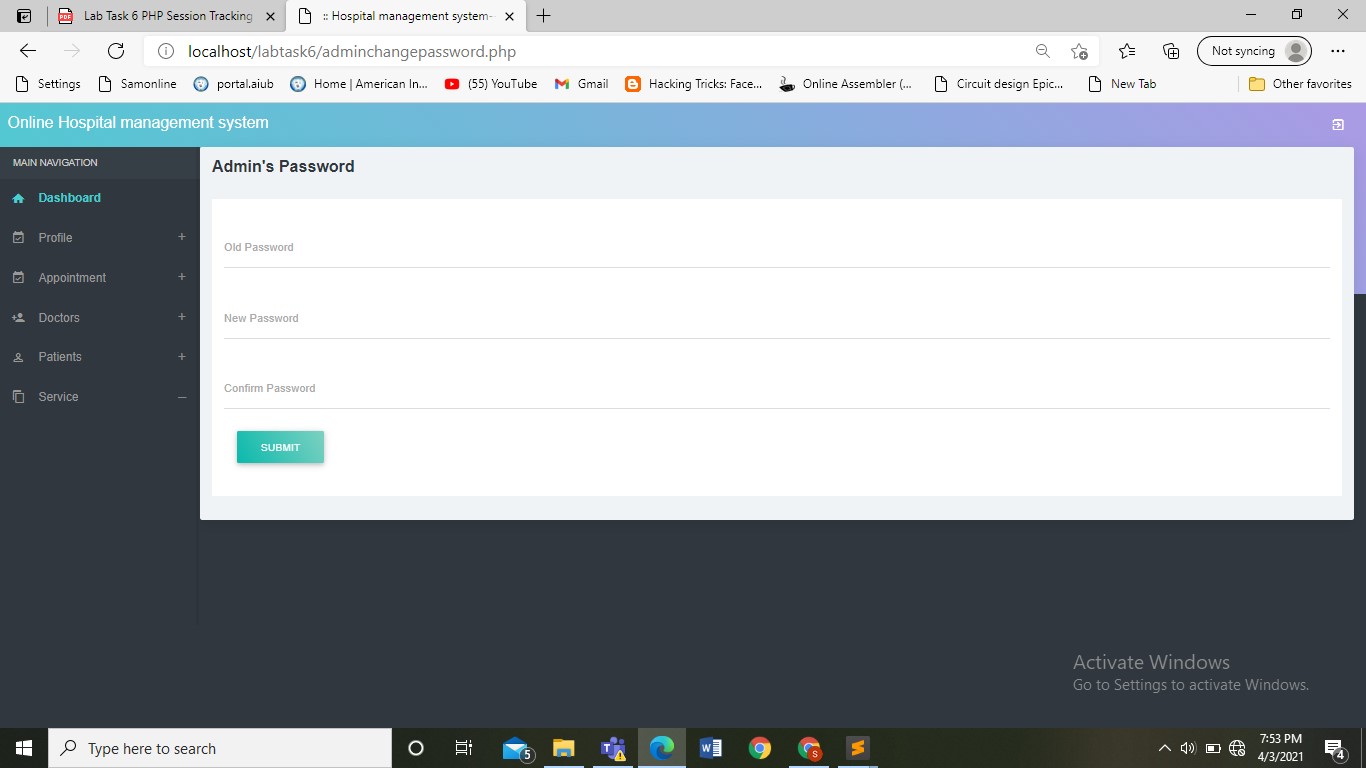 Lab Task 6 PHP Session Tracking
:: Hospital management system-
localhost/labtask6/adminchangepassword.php
Not syncing
Settings
Samonline
portal.aiub
Home | American In...
(55) YouTube
Gmail
Hacking Tricks: Face...
Online Assembler (...
Circuit design Epic...
New Tab
Other favorites
Online Hospital management system
MAIN NAVIGATION
Dashboard
Profile +
Appointment +
Doctors +
Patients +
Service –
Admin's Password
Old Password
New Password
Confirm Password
SUBMIT
Activate Windows
Go to Settings to activate Windows.
Type here to search
5
7:53 PM
4/3/2021
4